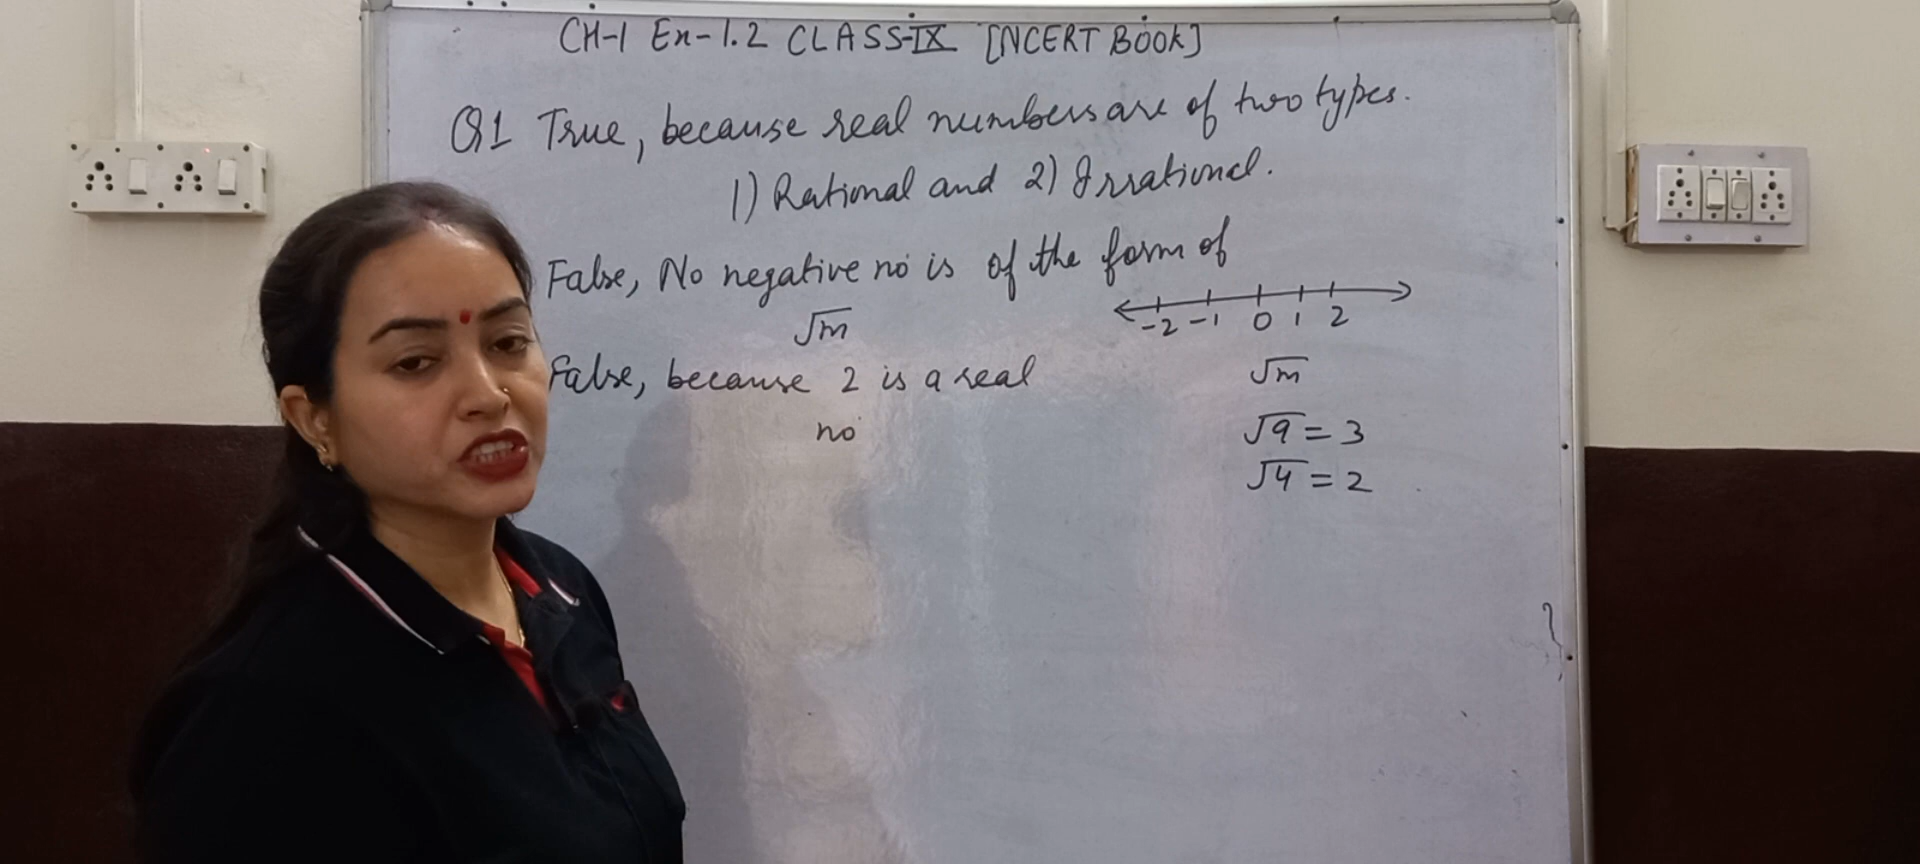 CH-1 Ex-1.2 CLASS-IX [NCERT BOOK]
Q1 True, because real numbers are of two types.
1) Rational and 2) Irrational.
False, No negative no is of the form of
√m
-2 -1 0 1 2
False, because 2 is a real
no
√m
√9 = 3
√4 = 2